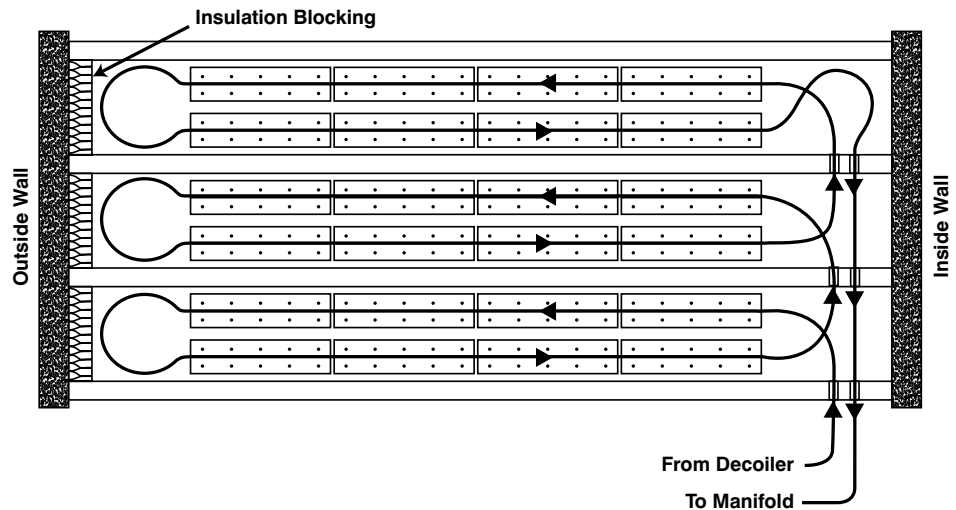 Insulation Blocking
Outside Wall
Inside Wall
From Decoiler
To Manifold